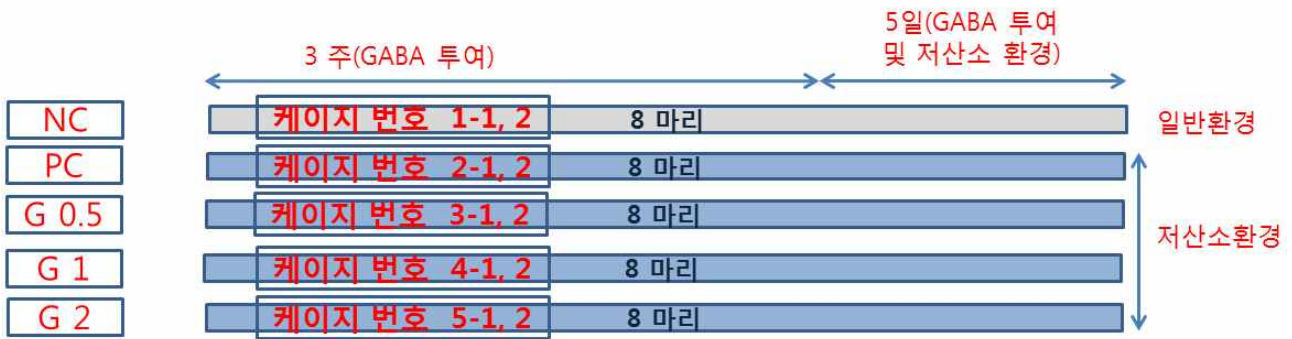 5일(GABA 투여
및 저산소 환경)
3 주(GABA 투여)
NC 케이지 번호 1-1, 2 8 마리 일반환경
PC 케이지 번호 2-1, 2 8 마리
G 0.5 케이지 번호 3-1, 2 8 마리
저산소환경
G 1 케이지 번호 4-1, 2 8 마리
G 2 케이지 번호 5-1, 2 8 마리